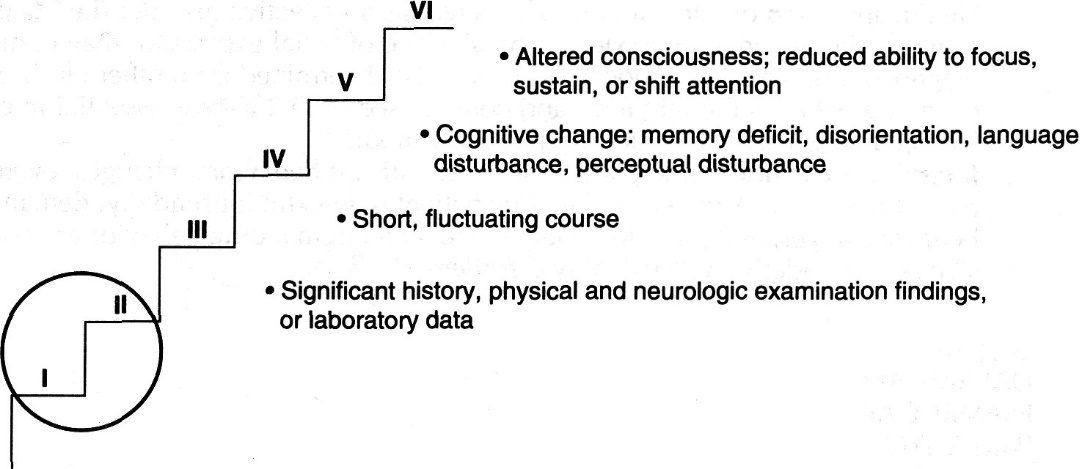 VI
• Altered consciousness; reduced ability to focus,
sustain, or shift attention
V
• Cognitive change: memory deficit, disorientation, language
disturbance, perceptual disturbance
IV
• Short, fluctuating course
III
• Significant history, physical and neurologic examination findings,
or laboratory data
II
I